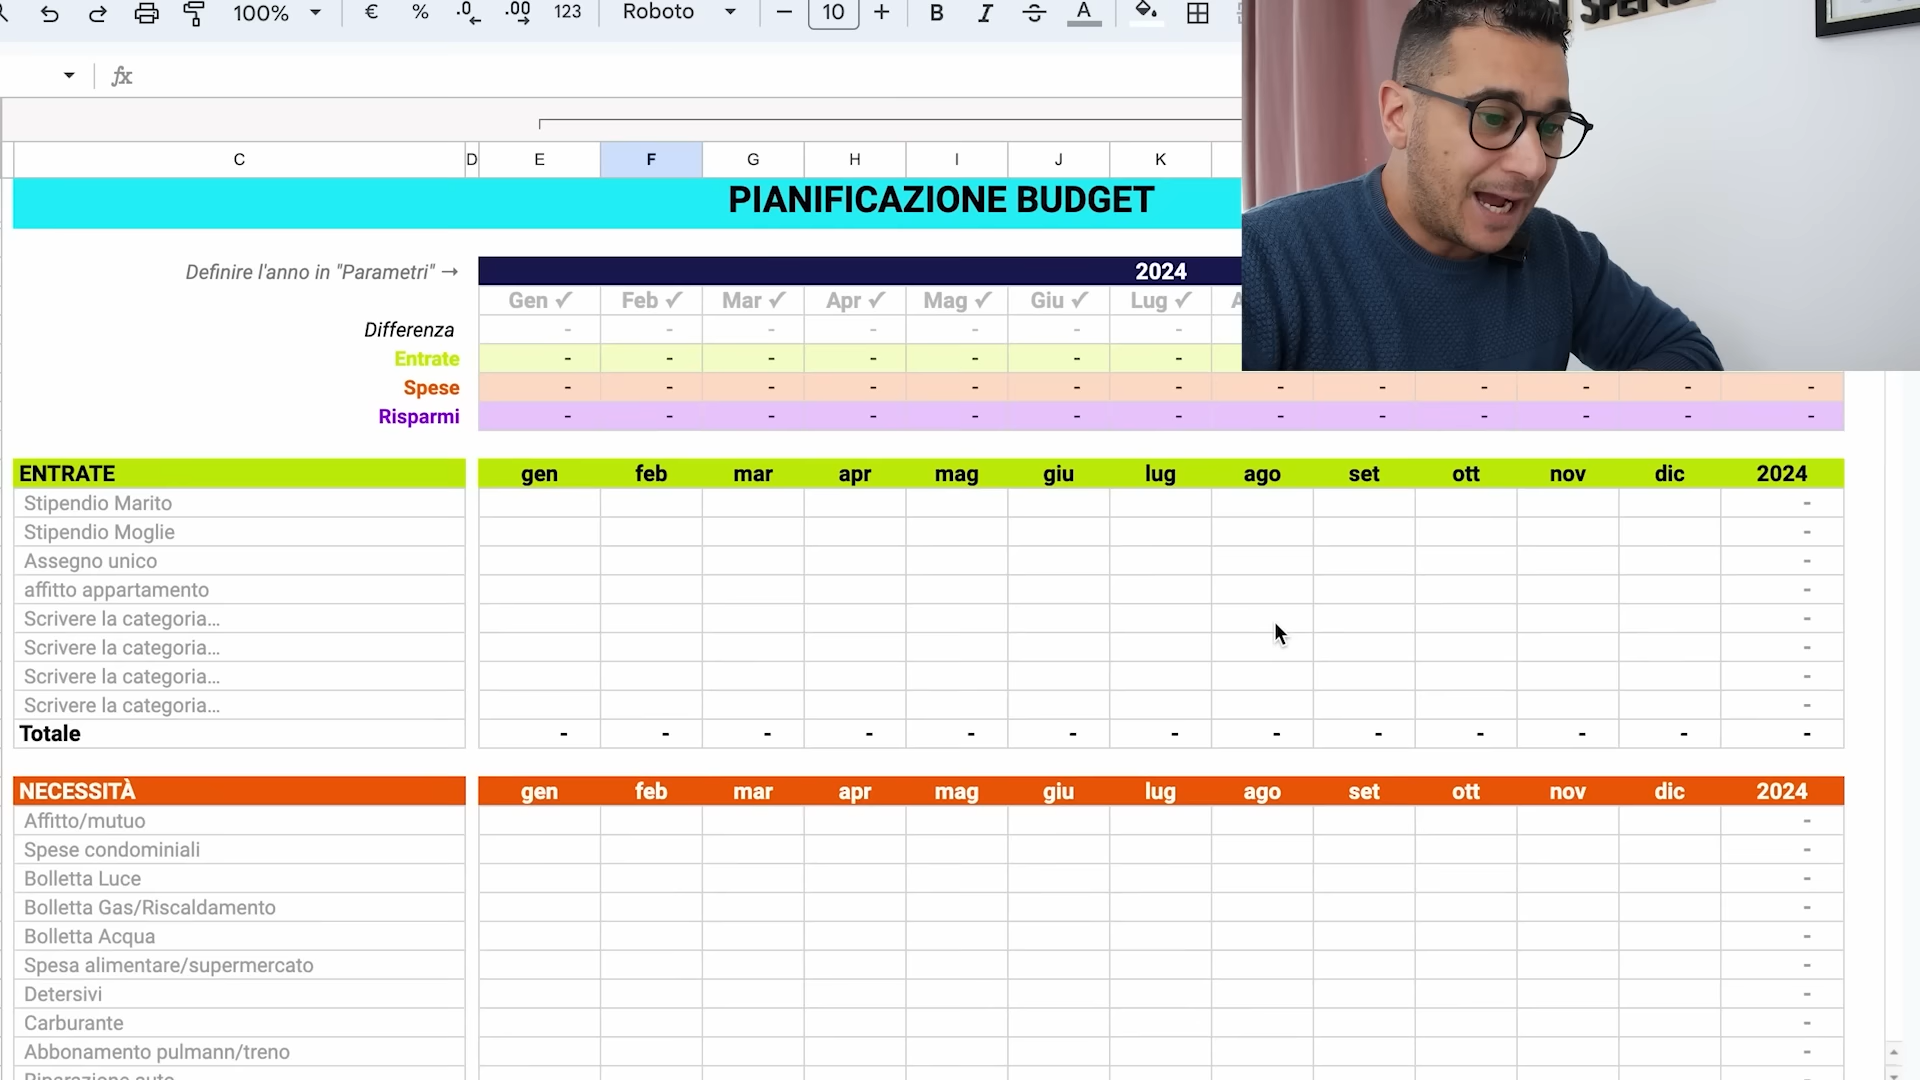 100% € % .0 .00 123 Roboto 10 B I A
fx
C D E F G H I J K
PIANIFICAZIONE BUDGET
Definire l'anno in "Parametri" → 2024
Gen ✓ Feb ✓ Mar ✓ Apr ✓ Mag ✓ Giu ✓ Lug ✓
Differenza - - - - - - -
Entrate - - - - - - -
Spese - - - - - - - - - - - - -
Risparmi - - - - - - - - - - - - -
ENTRATE gen feb mar apr mag giu lug ago set ott nov dic 2024
Stipendio Marito -
Stipendio Moglie -
Assegno unico -
affitto appartamento -
Scrivere la categoria... -
Scrivere la categoria... -
Scrivere la categoria... -
Scrivere la categoria... -
Totale - - - - - - - - - - - - -
NECESSITÀ gen feb mar apr mag giu lug ago set ott nov dic 2024
Affitto/mutuo -
Spese condominiali -
Bolletta Luce -
Bolletta Gas/Riscaldamento -
Bolletta Acqua -
Spesa alimentare/supermercato -
Detersivi -
Carburante -
Abbonamento pulmann/treno -
Riparazione auto